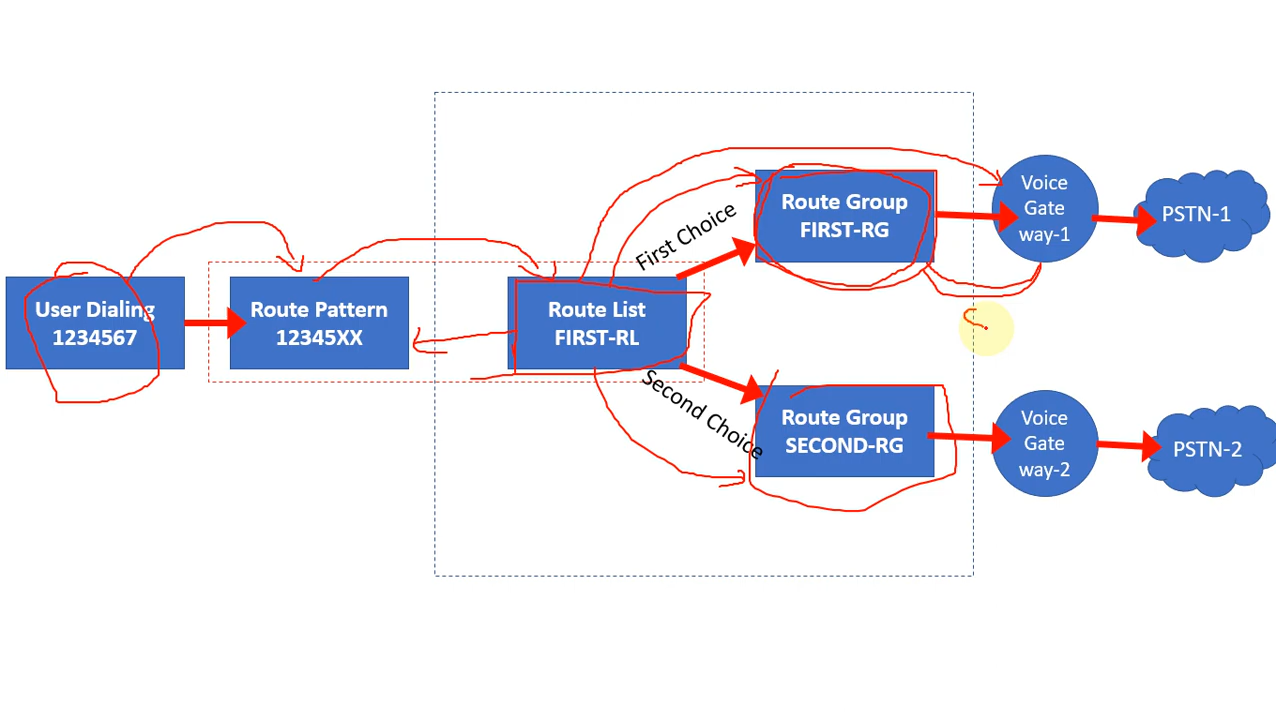 User Dialing
1234567
Route Pattern
12345XX
Route List
FIRST-RL
First Choice
Second Choice
Route Group
FIRST-RG
Voice
Gate
way-1
PSTN-1
Route Group
SECOND-RG
Voice
Gate
way-2
PSTN-2